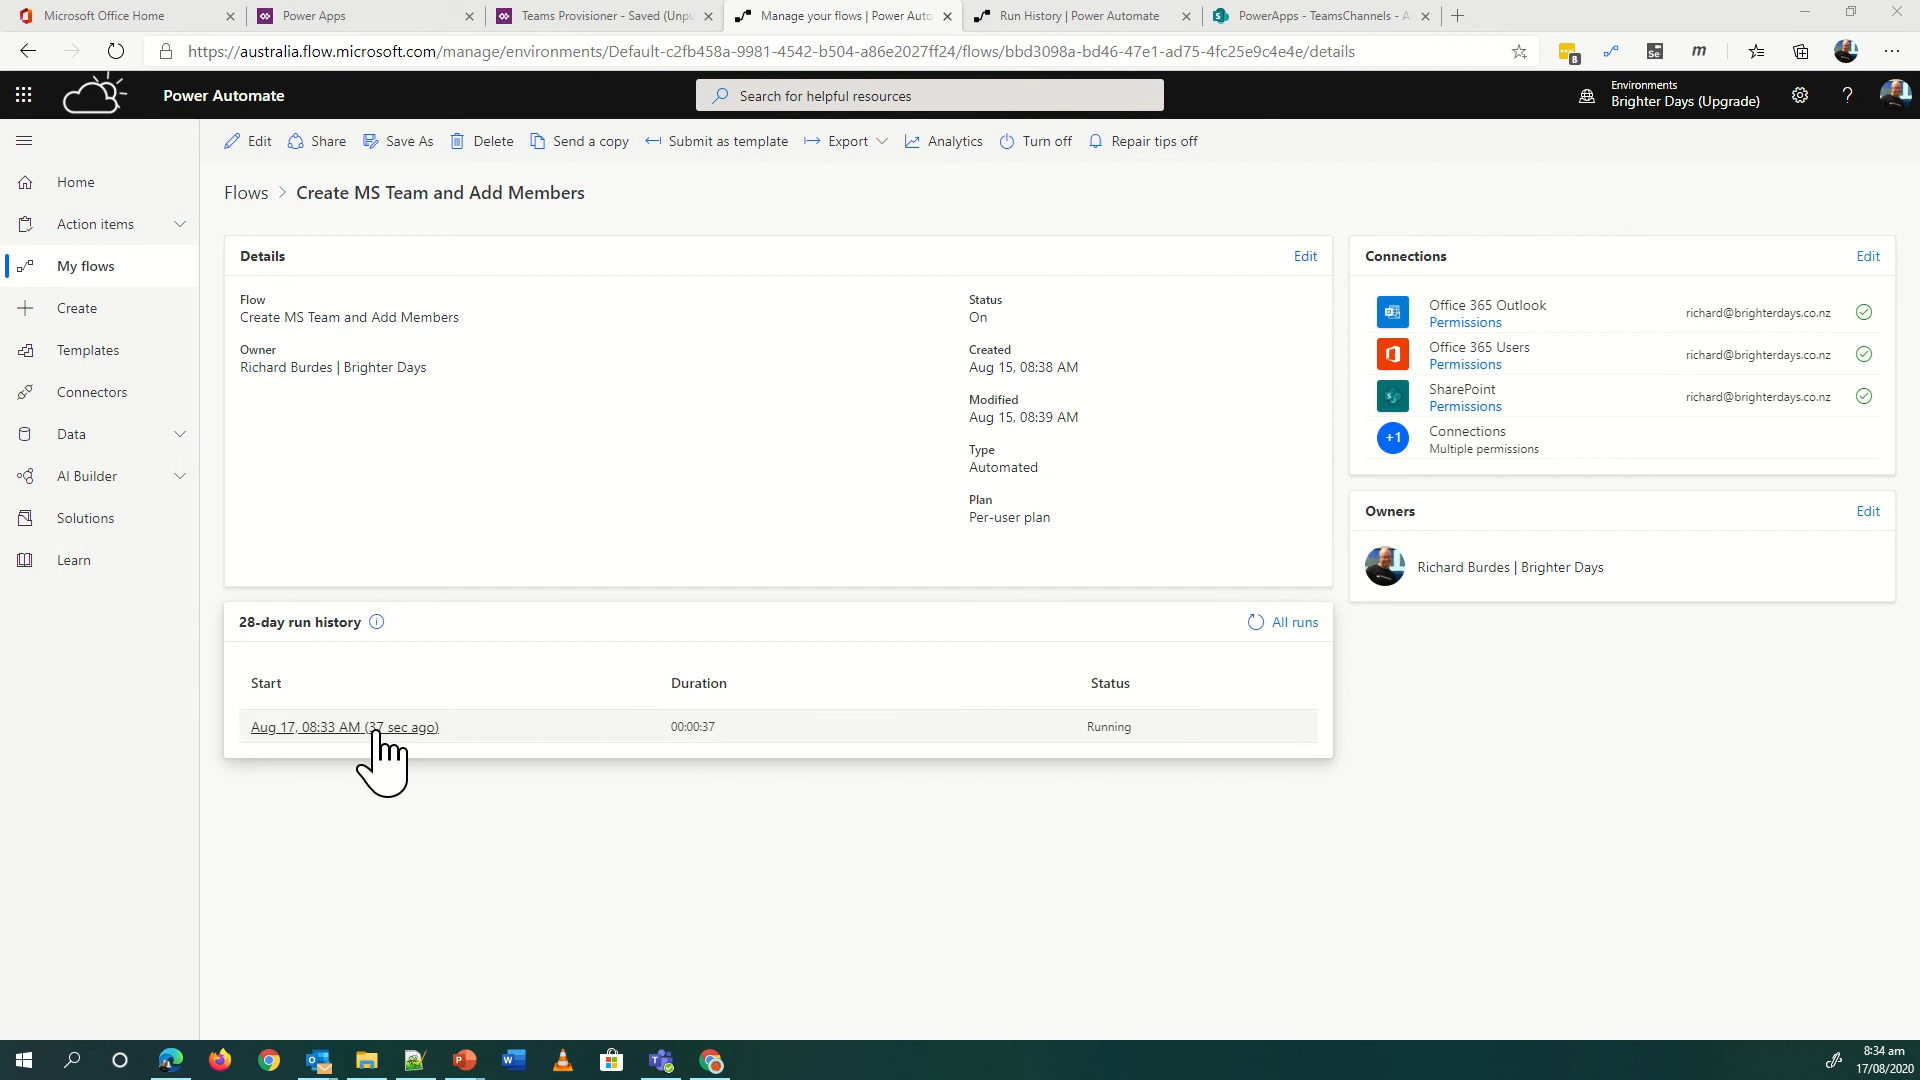 Microsoft Office Home
Power Apps
Teams Provisioner - Saved (Unpu
Manage your flows | Power Auto
Run History | Power Automate
PowerApps - TeamsChannels - A
https://australia.flow.microsoft.com/manage/environments/Default-c2fb458a-9981-4542-b504-a86e2027ff24/flows/bbd3098a-bd46-47e1-ad75-4fc25e9c4e4e/details
8
Se
m
Power Automate
Search for helpful resources
Environments
Brighter Days (Upgrade)
?
Edit
Share
Save As
Delete
Send a copy
Submit as template
Export
Analytics
Turn off
Repair tips off
Home
Action items
My flows
Create
Templates
Connectors
Data
AI Builder
Solutions
Learn
Flows > Create MS Team and Add Members
Details
Edit
Flow
Create MS Team and Add Members
Owner
Richard Burdes | Brighter Days
Status
On
Created
Aug 15, 08:38 AM
Modified
Aug 15, 08:39 AM
Type
Automated
Plan
Per-user plan
Connections
Edit
Office 365 Outlook
Permissions
richard@brighterdays.co.nz
Office 365 Users
Permissions
richard@brighterdays.co.nz
SharePoint
Permissions
richard@brighterdays.co.nz
+1
Connections
Multiple permissions
Owners
Edit
Richard Burdes | Brighter Days
28-day run history
All runs
Start
Duration
Status
Aug 17, 08:33 AM (37 sec ago)
00:00:37
Running
8:34 am
17/08/2020